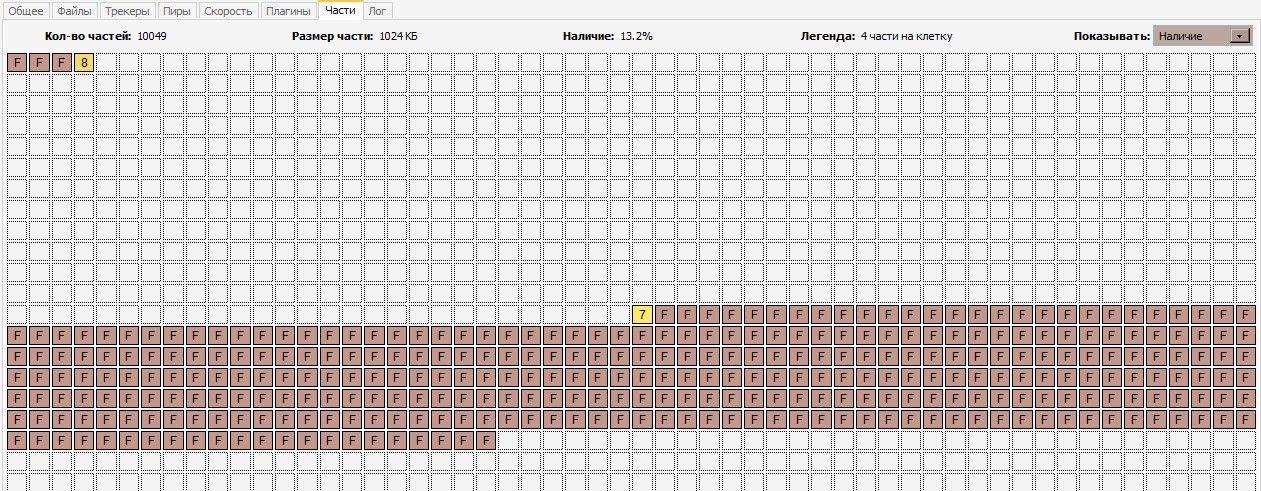 Общее Файлы Трекеры Пиры Скорость Плагины Части Лог
Кол-во частей: 10049 Размер части: 1024 КБ Наличие: 13.2% Легенда: 4 части на клетку Показывать: Наличие
F F F 8
7 F F F F F F F F F F F F F F F F F F F F F F F F F F F
F F F F F F F F F F F F F F F F F F F F F F F F F F F F F F F F F F F F F F F F F F F F F F F F F F F F F F F F
F F F F F F F F F F F F F F F F F F F F F F F F F F F F F F F F F F F F F F F F F F F F F F F F F F F F F F F F
F F F F F F F F F F F F F F F F F F F F F F F F F F F F F F F F F F F F F F F F F F F F F F F F F F F F F F F F
F F F F F F F F F F F F F F F F F F F F F F F F F F F F F F F F F F F F F F F F F F F F F F F F F F F F F F F F
F F F F F F F F F F F F F F F F F F F F F F F F F F F F F F F F F F F F F F F F F F F F F F F F F F F F F F F F
F F F F F F F F F F F F F F F F F F F F F F